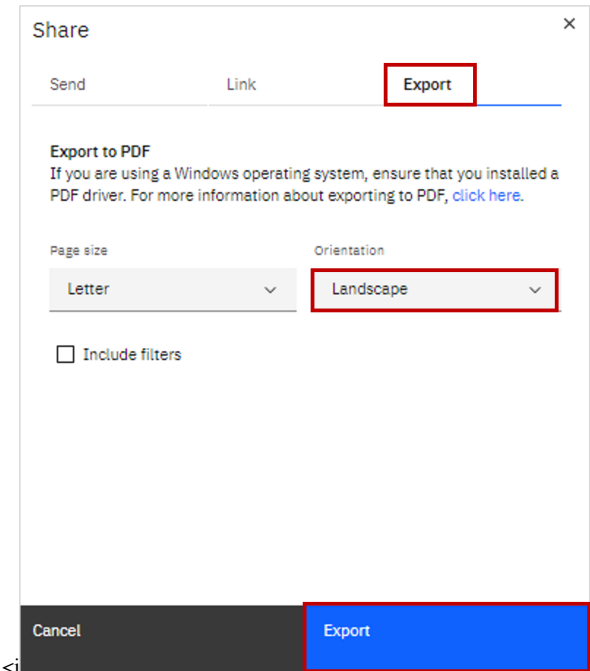 Share
Send Link Export
Export to PDF
If you are using a Windows operating system, ensure that you installed a
PDF driver. For more information about exporting to PDF, click here.
Page size Orientation
Letter Landscape
Include filters
Cancel Export
<i